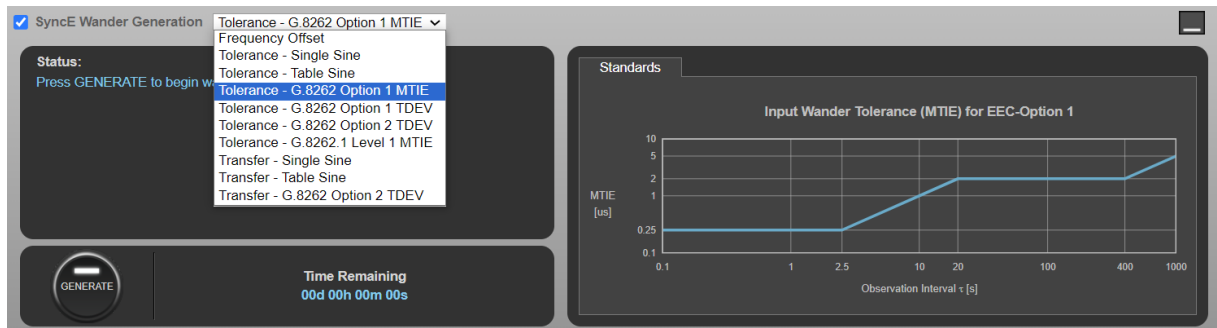 SyncE Wander Generation
Tolerance - G.8262 Option 1 MTIE
Frequency Offset
Tolerance - Single Sine
Tolerance - Table Sine
Tolerance - G.8262 Option 1 MTIE
Tolerance - G.8262 Option 1 TDEV
Tolerance - G.8262 Option 2 TDEV
Tolerance - G.8262.1 Level 1 MTIE
Transfer - Single Sine
Transfer - Table Sine
Transfer - G.8262 Option 2 TDEV
Status:
Press GENERATE to begin w
GENERATE
Time Remaining
00d 00h 00m 00s
Standards
Input Wander Tolerance (MTIE) for EEC-Option 1
MTIE
[us]
10
5
2
1
0.25
0.1
0.1 1 2.5 10 20 100 400 1000
Observation Interval τ [s]